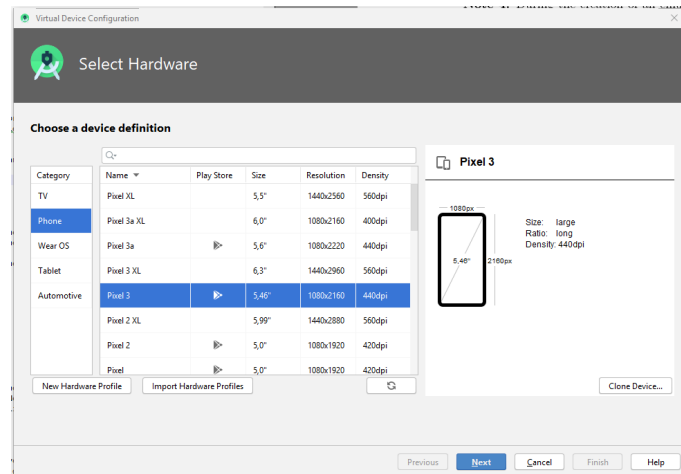 Virtual Device Configuration
Select Hardware
Choose a device definition
Category Name Play Store Size Resolution Density
TV Pixel XL 5,5" 1440x2560 560dpi
Phone Pixel 3a XL 6,0" 1080x2160 400dpi
Wear OS Pixel 3a 5,6" 1080x2220 440dpi
Tablet Pixel 3 XL 6,3" 1440x2960 560dpi
Automotive Pixel 3 5,46" 1080x2160 440dpi
Pixel 2 XL 5,99" 1440x2880 560dpi
Pixel 2 5,0" 1080x1920 420dpi
Pixel 5,0" 1080x1920 420dpi
New Hardware Profile Import Hardware Profiles
Pixel 3
1080px
5,46" 2160px
Size: large
Ratio: long
Density: 440dpi
Clone Device...
Previous Next Cancel Finish Help